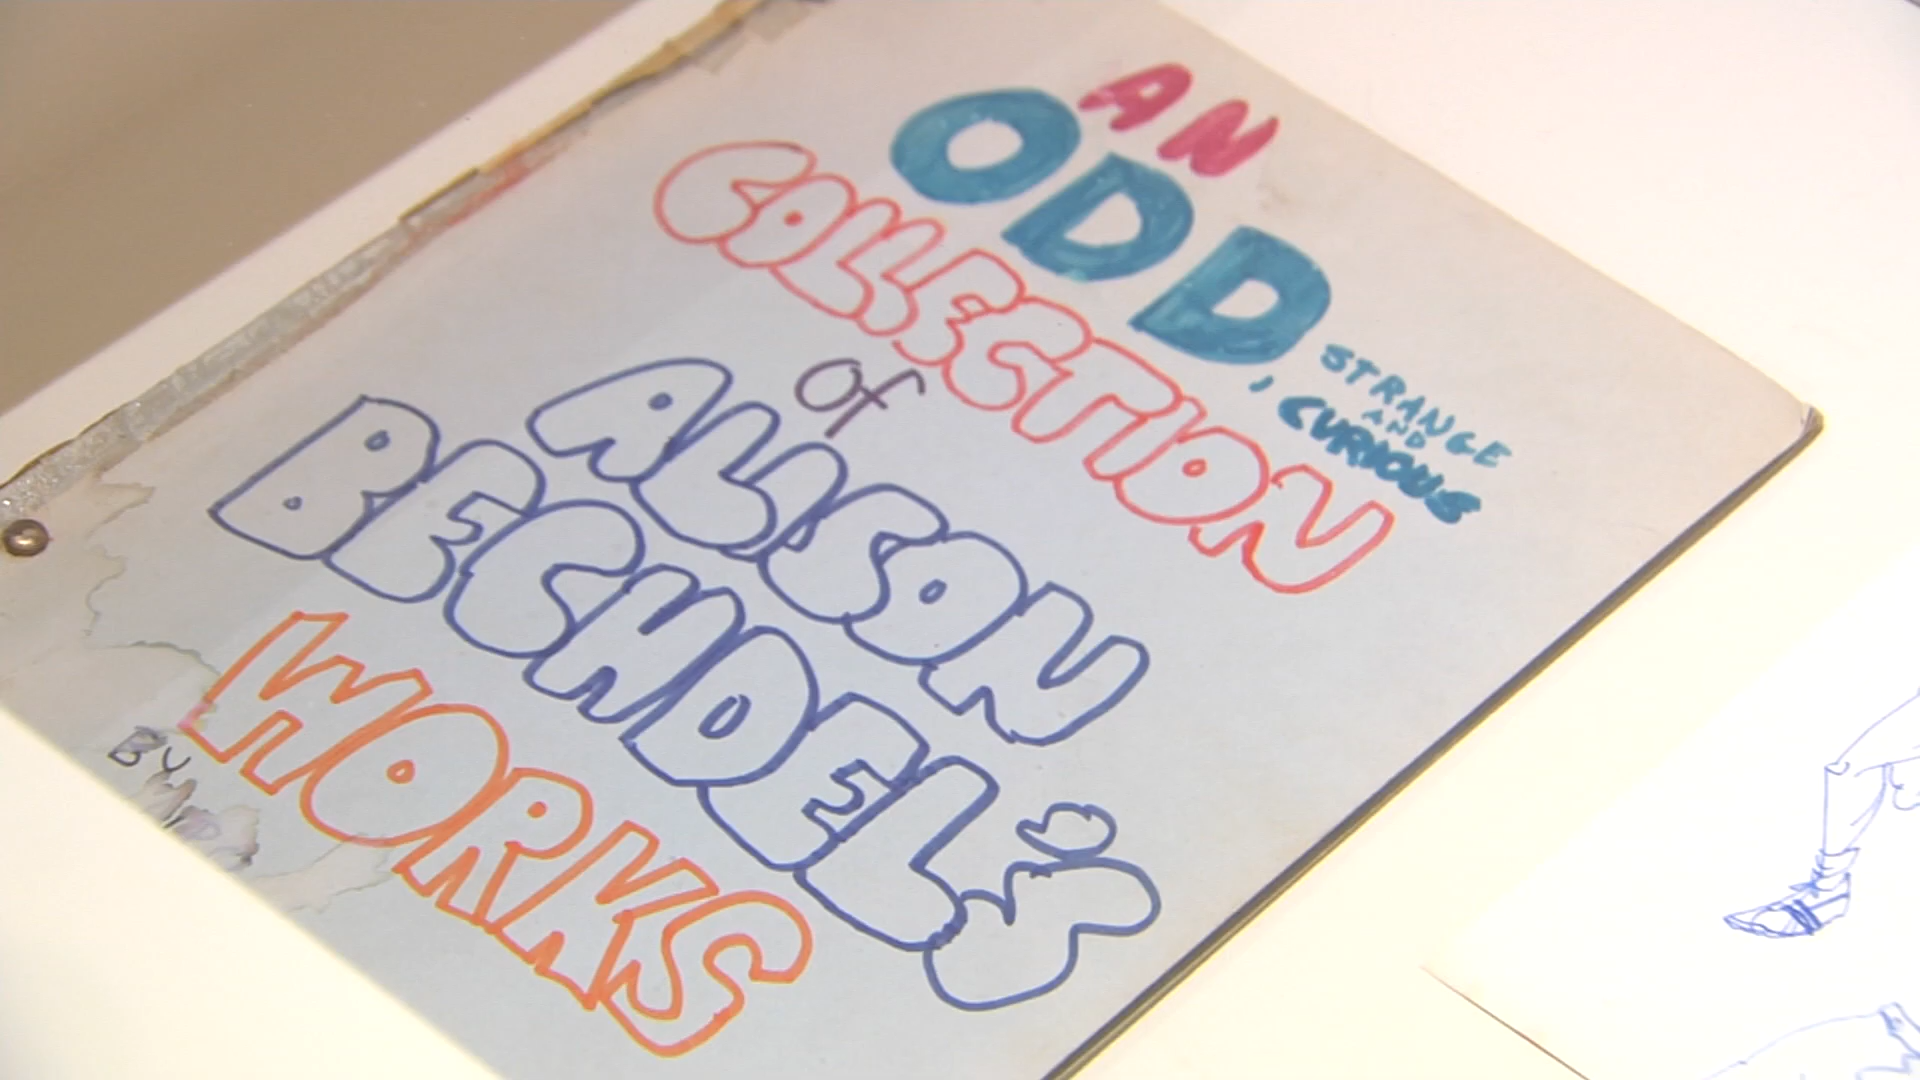 AN
ODD, STRANGE
AND
CURIOUS
COLLECTION
Of
ALISON
BECHDEL'S
WORKS
BY